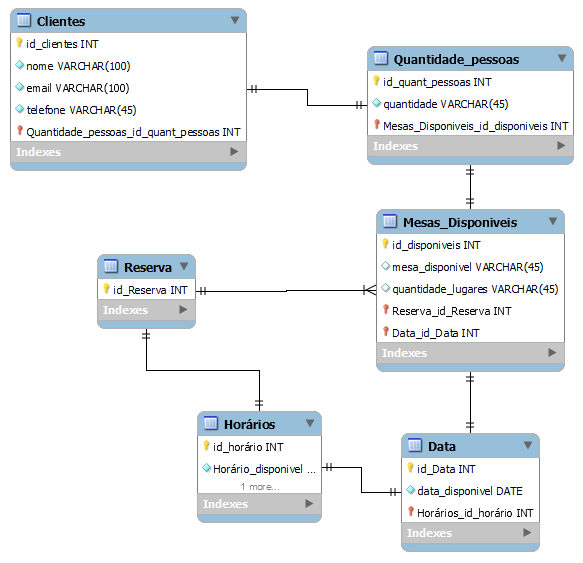 Clientes
id_clientes INT
nome VARCHAR(100)
email VARCHAR(100)
telefone VARCHAR(45)
Quantidade_pessoas_id_quant_pessoas INT
Indexes
Quantidade_pessoas
id_quant_pessoas INT
quantidade VARCHAR(45)
Mesas_Disponiveis_id_disponiveis INT
Indexes
Mesas_Disponiveis
id_disponiveis INT
mesa_disponivel VARCHAR(45)
quantidade_lugares VARCHAR(45)
Reserva_id_Reserva INT
Data_id_Data INT
Indexes
Reserva
id_Reserva INT
Indexes
Horários
id_horário INT
Horário_disponivel ...
1 more...
Indexes
Data
id_Data INT
data_disponivel DATE
Horários_id_horário INT
Indexes